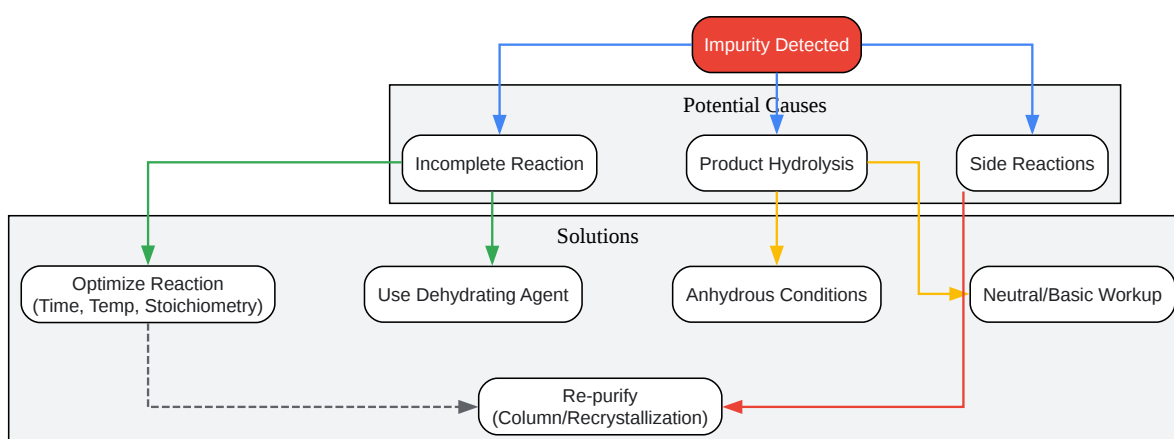 Impurity Detected
Potential Causes
Incomplete Reaction
Product Hydrolysis
Side Reactions
Solutions
Optimize Reaction
(Time, Temp, Stoichiometry)
Use Dehydrating Agent
Anhydrous Conditions
Neutral/Basic Workup
Re-purify
(Column/Recrystallization)